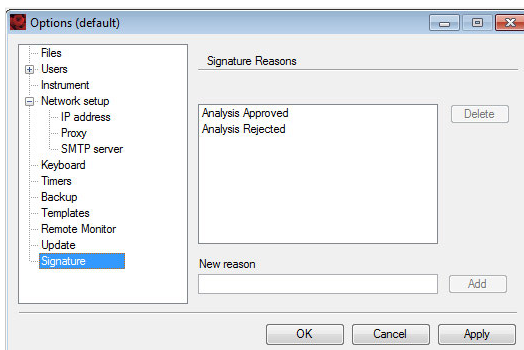 Options (default)
Files
Users
Instrument
Network setup
IP address
Proxy
SMTP server
Keyboard
Timers
Backup
Templates
Remote Monitor
Update
Signature
Signature Reasons
Analysis Approved
Analysis Rejected
Delete
New reason
Add
OK
Cancel
Apply